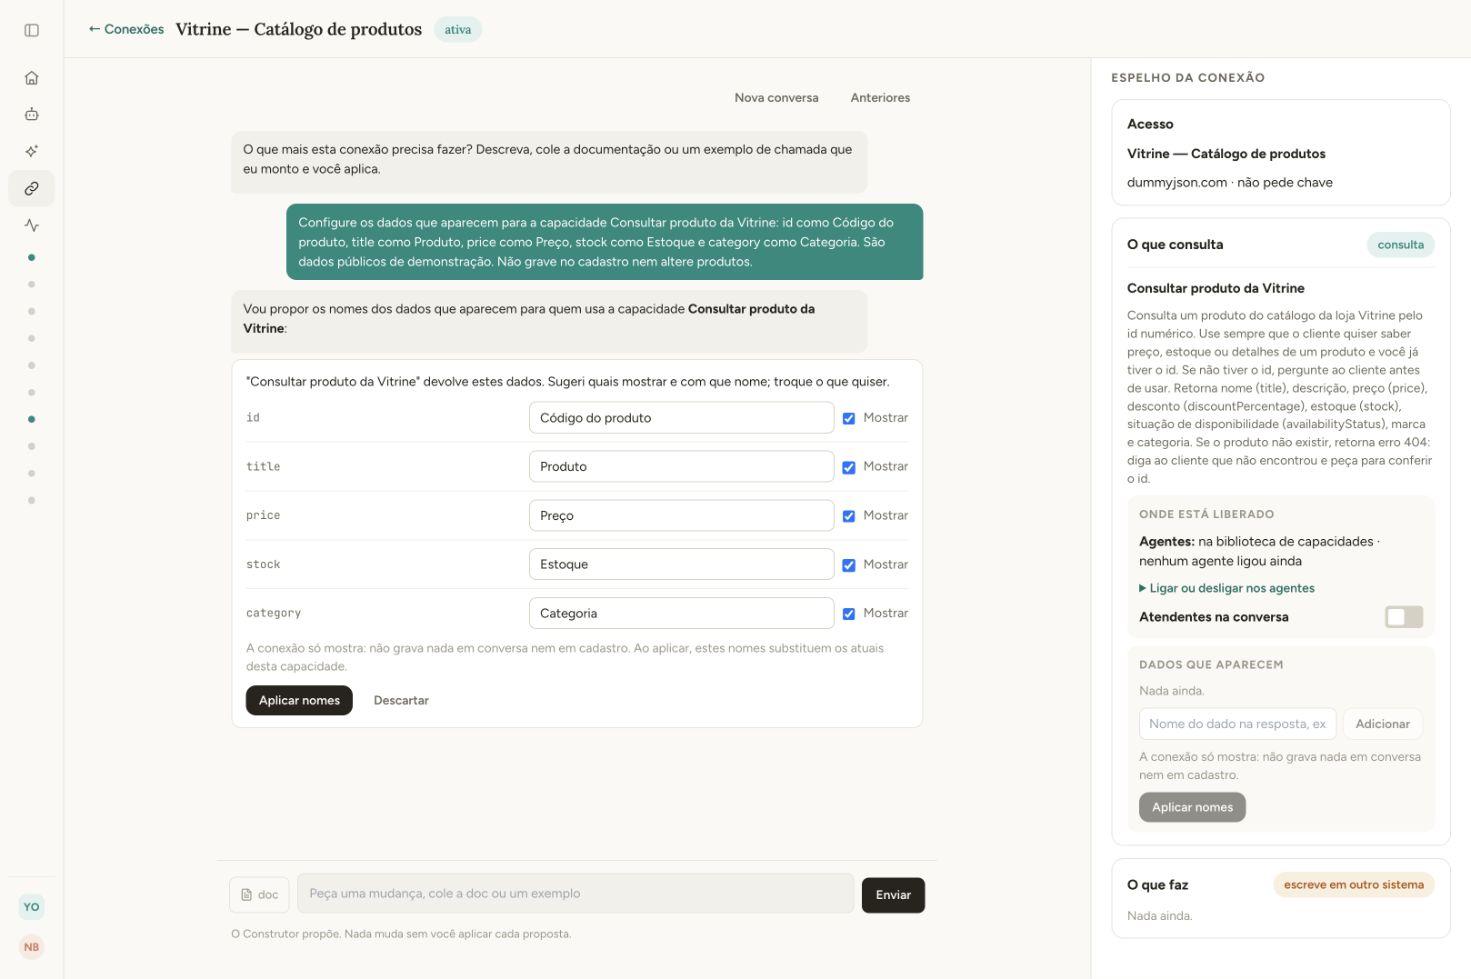 ← Conexões Vitrine — Catálogo de produtos ativa
Nova conversa Anteriores
O que mais esta conexão precisa fazer? Descreva, cole a documentação ou um exemplo de chamada que
eu monto e você aplica.
Configure os dados que aparecem para a capacidade Consultar produto da Vitrine: id como Código do
produto, title como Produto, price como Preço, stock como Estoque e category como Categoria. São
dados públicos de demonstração. Não grave no cadastro nem altere produtos.
Vou propor os nomes dos dados que aparecem para quem usa a capacidade Consultar produto da
Vitrine:
"Consultar produto da Vitrine" devolve estes dados. Sugeri quais mostrar e com que nome; troque o que quiser.
id Código do produto Mostrar
title Produto Mostrar
price Preço Mostrar
stock Estoque Mostrar
category Categoria Mostrar
A conexão só mostra: não grava nada em conversa nem em cadastro. Ao aplicar, estes nomes substituem os atuais
desta capacidade.
Aplicar nomes Descartar
doc Peça uma mudança, cole a doc ou um exemplo Enviar
O Construtor propõe. Nada muda sem você aplicar cada proposta.
YO
NB
ESPELHO DA CONEXÃO
Acesso
Vitrine — Catálogo de produtos
dummyjson.com · não pede chave
O que consulta consulta
Consultar produto da Vitrine
Consulta um produto do catálogo da loja Vitrine pelo
id numérico. Use sempre que o cliente quiser saber
preço, estoque ou detalhes de um produto e você já
tiver o id. Se não tiver o id, pergunte ao cliente antes
de usar. Retorna nome (title), descrição, preço (price),
desconto (discountPercentage), estoque (stock),
situação de disponibilidade (availabilityStatus), marca
e categoria. Se o produto não existir, retorna erro 404:
diga ao cliente que não encontrou e peça para conferir
o id.
ONDE ESTÁ LIBERADO
Agentes: na biblioteca de capacidades ·
nenhum agente ligou ainda
Ligar ou desligar nos agentes
Atendentes na conversa
DADOS QUE APARECEM
Nada ainda.
Nome do dado na resposta, ex Adicionar
A conexão só mostra: não grava nada em conversa
nem em cadastro.
Aplicar nomes
O que faz escreve em outro sistema
Nada ainda.